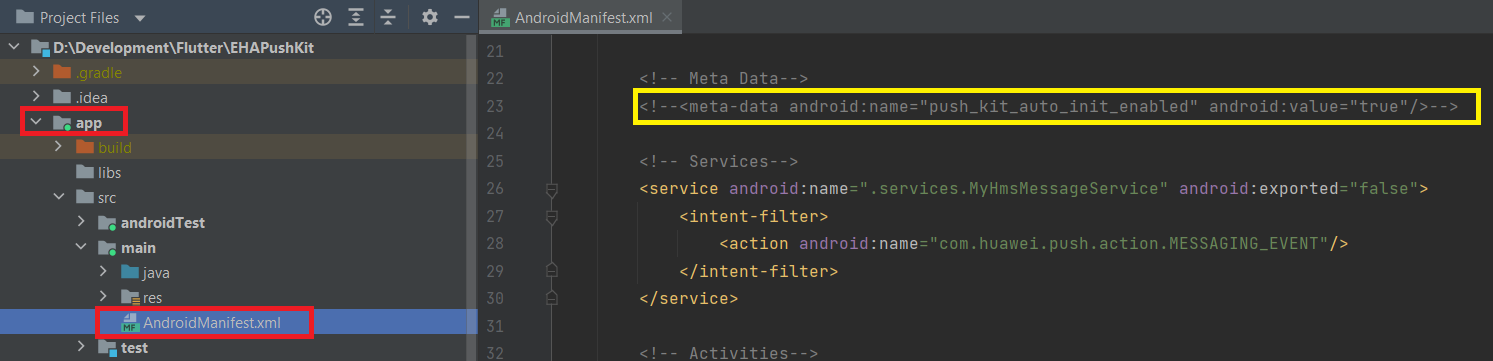 Project Files
D:\Development\Flutter\EHAPushKit
.gradle
.idea
app
build
libs
src
androidTest
main
java
res
MF AndroidManifest.xml
test
MF AndroidManifest.xml
21
22 <!-- Meta Data-->
23 <!--<meta-data android:name="push_kit_auto_init_enabled" android:value="true"/>-->
24
25 <!-- Services-->
26 <service android:name=".services.MyHmsMessageService" android:exported="false">
27 <intent-filter>
28 <action android:name="com.huawei.push.action.MESSAGING_EVENT"/>
29 </intent-filter>
30 </service>
31
32 <!-- Activities-->